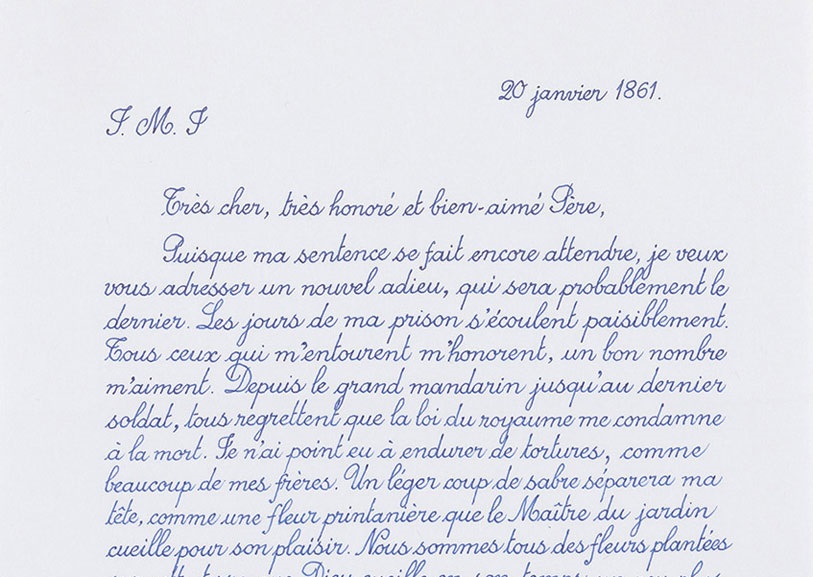 20 janvier 1861.
J. M. J
Très cher, très honoré et bien-aimé Père,
Puisque ma sentence se fait encore attendre, je veux
vous adresser un nouvel adieu, qui sera probablement le
dernier. Les jours de ma prison s'écoulent paisiblement.
Tous ceux qui m'entourent m'honorent, un bon nombre
m'aiment. Depuis le grand mandarin jusqu'au dernier
soldat, tous regrettent que la loi du royaume me condamne
à la mort. Je n'ai point eu à endurer de tortures, comme
beaucoup de mes frères. Un léger coup de sabre séparera ma
tête, comme une fleur printanière que le Maître du jardin
cueille pour son plaisir. Nous sommes tous des fleurs plantées
Dieu cueille en son temps